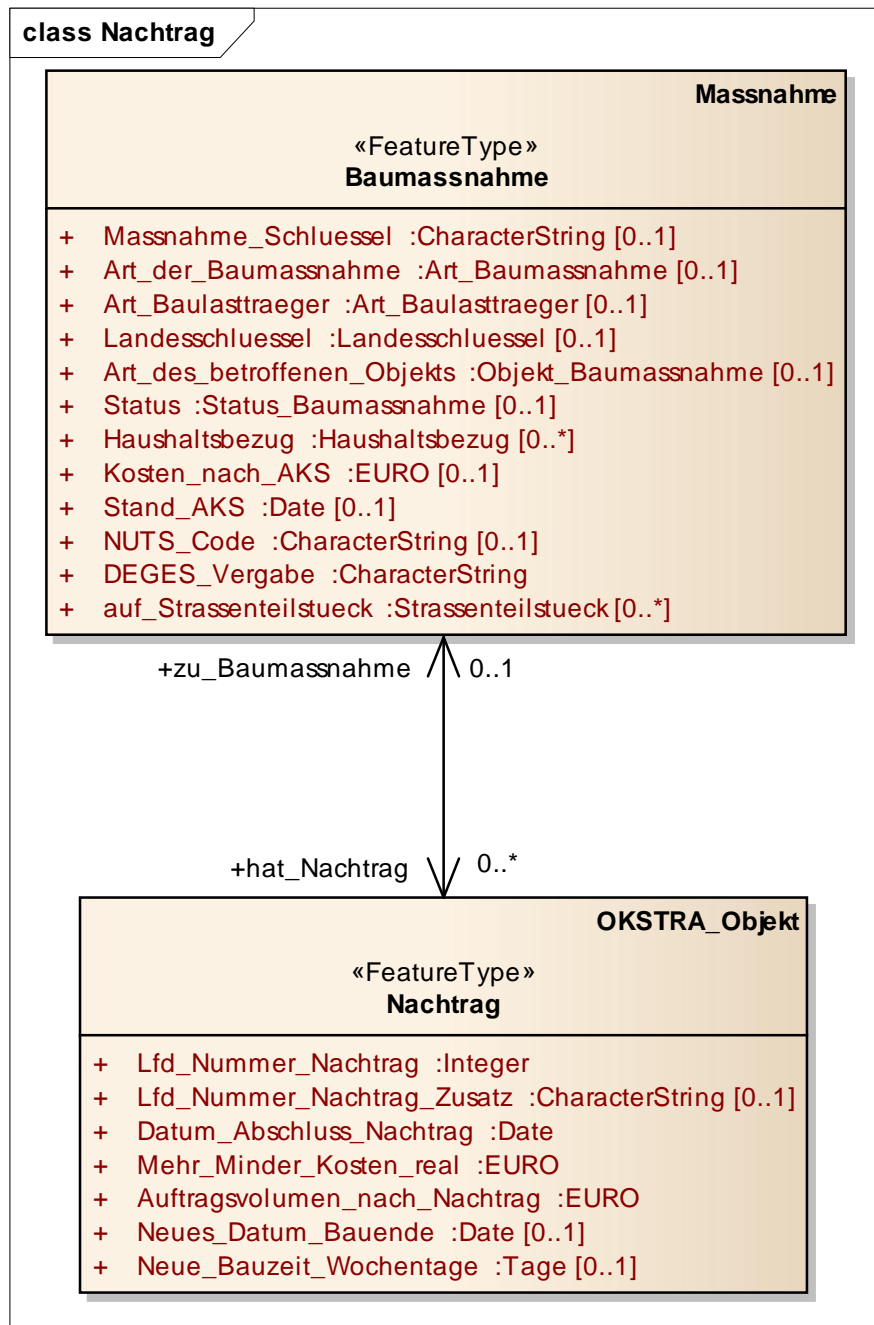 class Nachtrag
Massnahme
«FeatureType»
Baumassnahme
+ Massnahme_Schluessel :CharacterString [0..1]
+ Art_der_Baumassnahme :Art_Baumassnahme [0..1]
+ Art_Baulasttraeger :Art_Baulasttraeger [0..1]
+ Landesschluessel :Landesschluessel [0..1]
+ Art_des_betroffenen_Objekts :Objekt_Baumassnahme [0..1]
+ Status :Status_Baumassnahme [0..1]
+ Haushaltsbezug :Haushaltsbezug [0..*]
+ Kosten_nach_AKS :EURO [0..1]
+ Stand_AKS :Date [0..1]
+ NUTS_Code :CharacterString [0..1]
+ DEGES_Vergabe :CharacterString
+ auf_Strassenteilstueck :Strassenteilstueck [0..*]
+zu_Baumassnahme 0..1
+hat_Nachtrag 0..*
OKSTRA_Objekt
«FeatureType»
Nachtrag
+ Lfd_Nummer_Nachtrag :Integer
+ Lfd_Nummer_Nachtrag_Zusatz :CharacterString [0..1]
+ Datum_Abschluss_Nachtrag :Date
+ Mehr_Minder_Kosten_real :EURO
+ Auftragsvolumen_nach_Nachtrag :EURO
+ Neues_Datum_Bauende :Date [0..1]
+ Neue_Bauzeit_Wochentage :Tage [0..1]